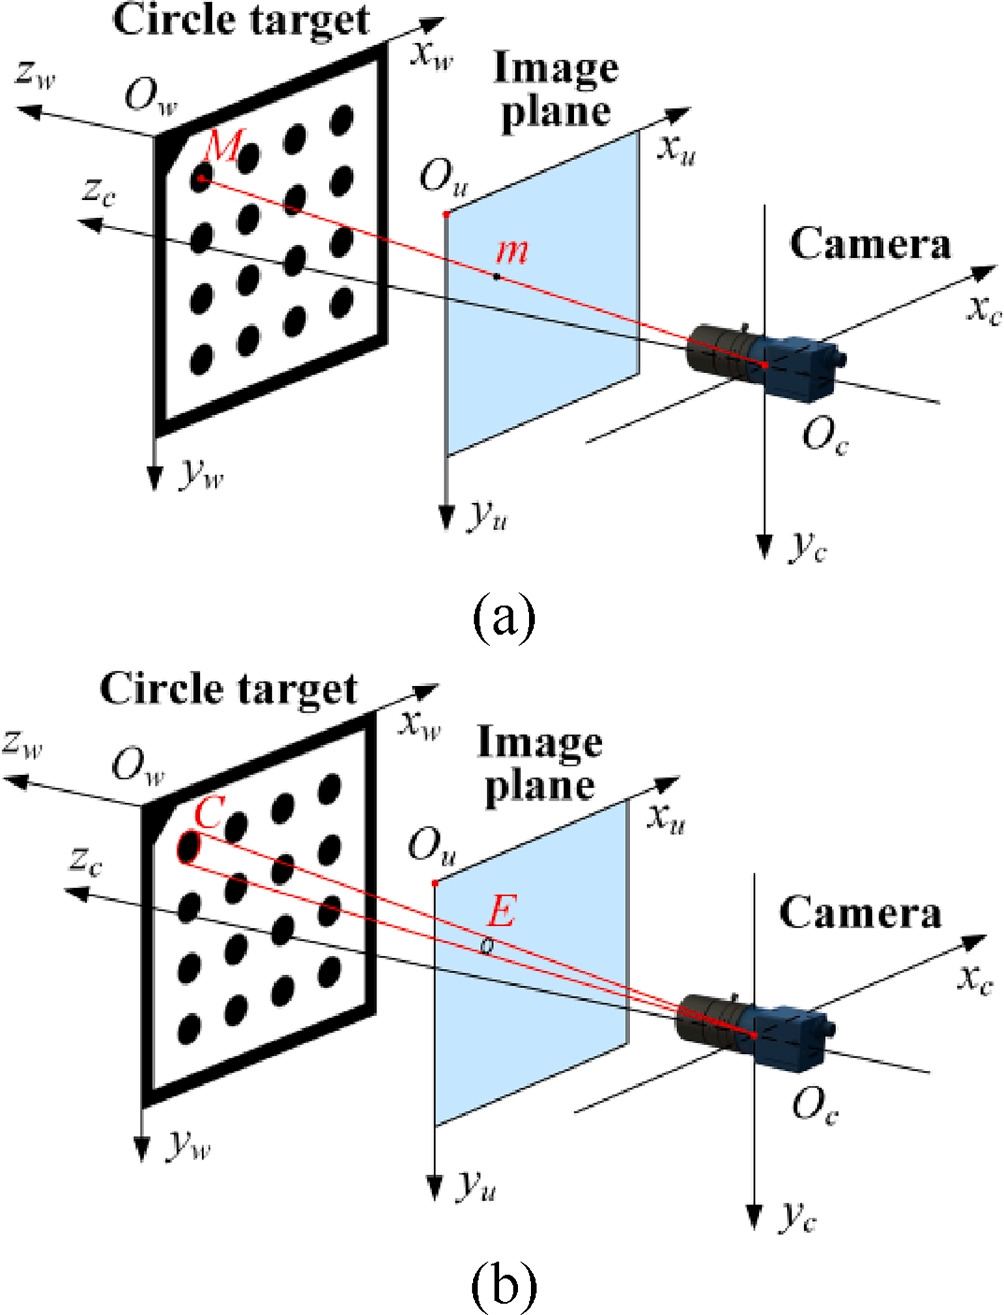 Circle target
x_w
z_w
O_w
Image
plane
x_u
M
O_u
z_c
Camera
m
x_c
O_c
y_w
y_u
y_c
(a)
Circle target
x_w
z_w
O_w
Image
plane
x_u
C
O_u
z_c
E
Camera
x_c
O_c
y_w
y_u
y_c
(b)